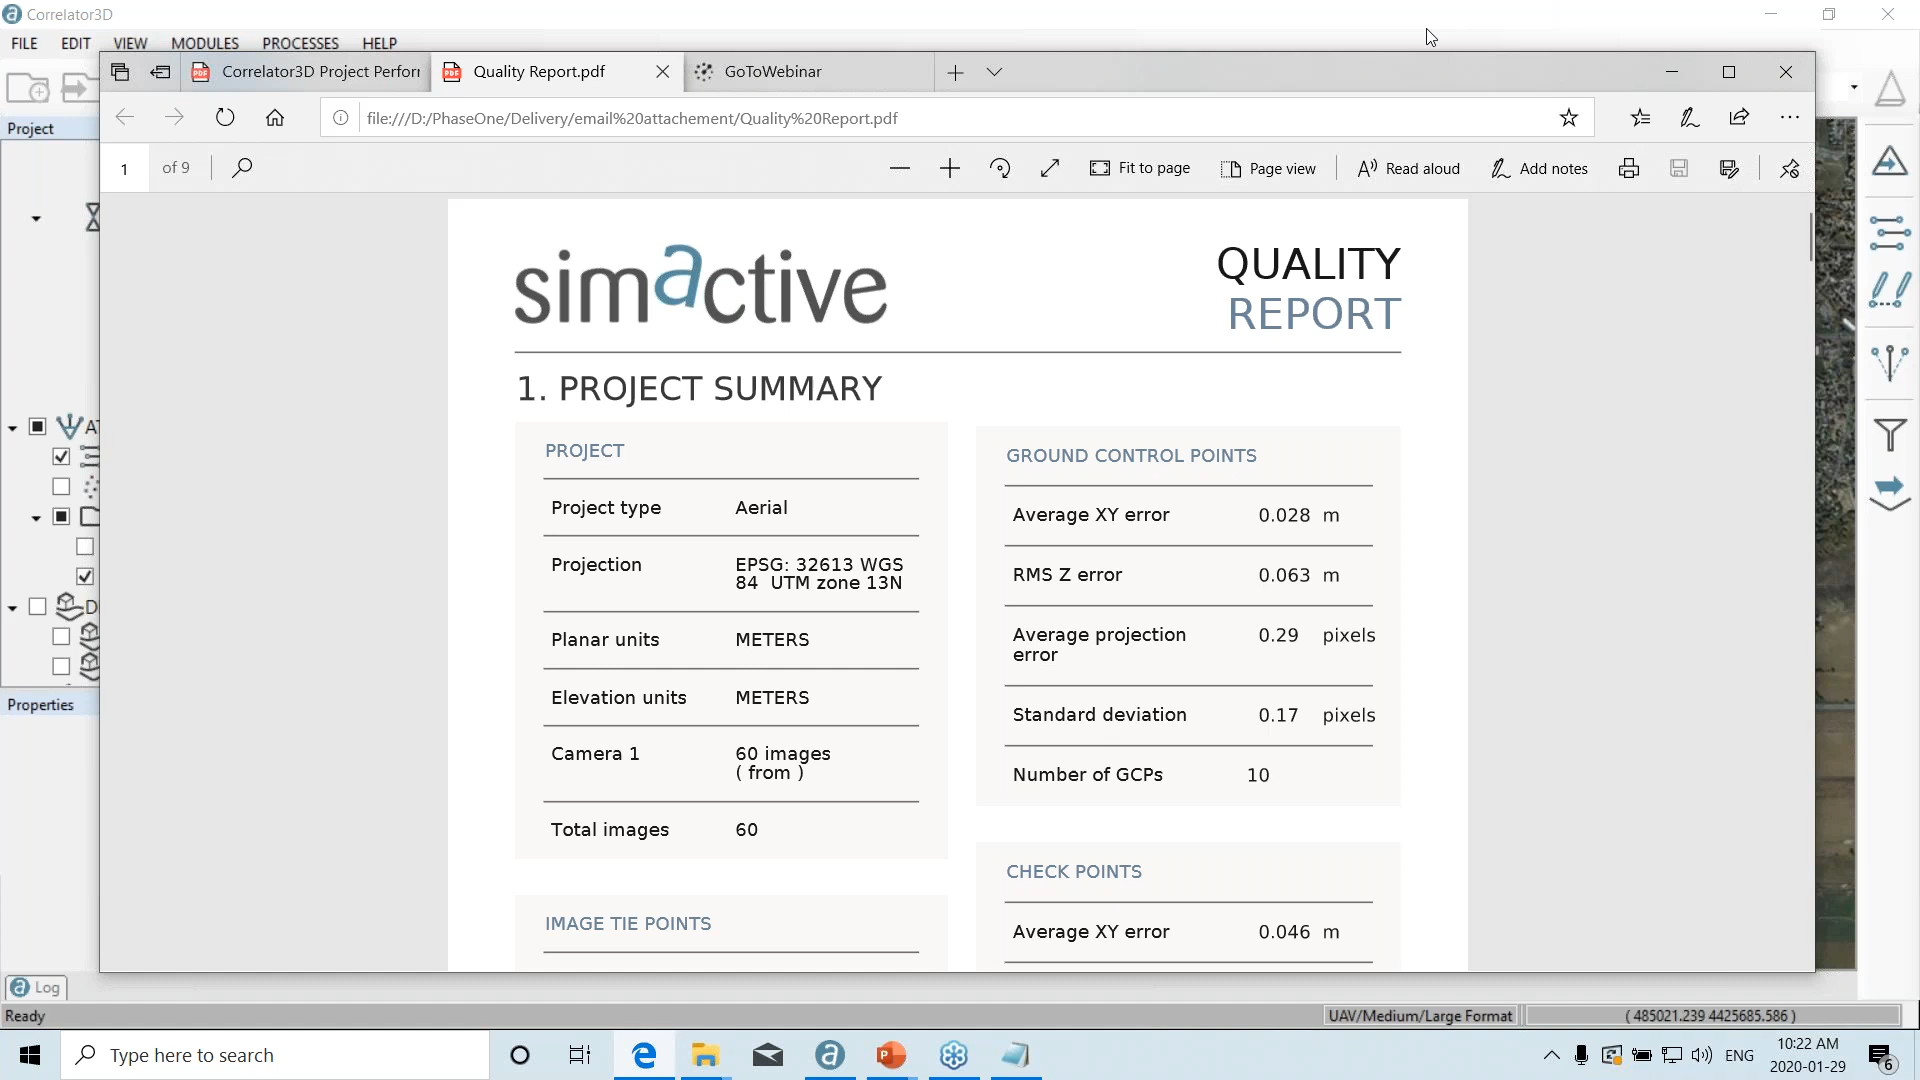 Correlator3D
FILE EDIT VIEW MODULES PROCESSES HELP
Correlator3D Project Perforr
Quality Report.pdf
GoToWebinar
file:///D:/PhaseOne/Delivery/email%20attachement/Quality%20Report.pdf
1 of 9
Fit to page
Page view
Read aloud
Add notes
Project
simactive
QUALITY
REPORT
1. PROJECT SUMMARY
PROJECT
Project type Aerial
Projection EPSG: 32613 WGS
84 UTM zone 13N
Planar units METERS
Elevation units METERS
Camera 1 60 images
( from )
Total images 60
IMAGE TIE POINTS
GROUND CONTROL POINTS
Average XY error 0.028 m
RMS Z error 0.063 m
Average projection 0.29 pixels
error
Standard deviation 0.17 pixels
Number of GCPs 10
CHECK POINTS
Average XY error 0.046 m
Properties
Log
Ready
UAV/Medium/Large Format
( 485021.239 4425685.586 )
Type here to search
ENG
10:22 AM
2020-01-29
6